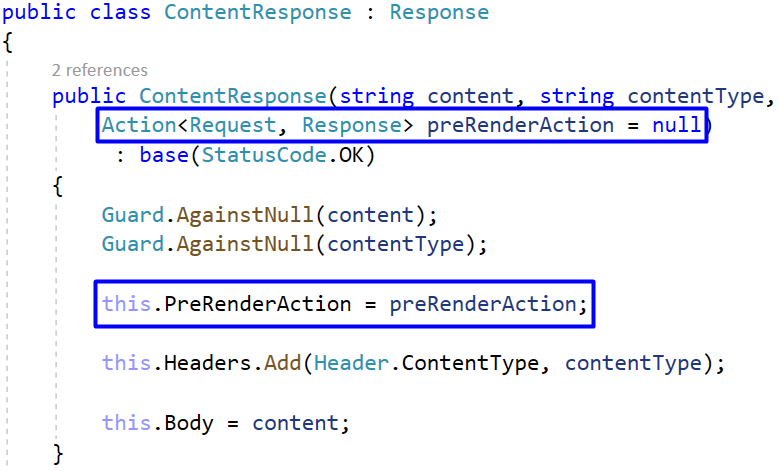 public class ContentResponse : Response
{
2 references
public ContentResponse(string content, string contentType,
Action<Request, Response> preRenderAction = null)
: base(StatusCode.OK)
{
Guard.AgainstNull(content);
Guard.AgainstNull(contentType);
this.PreRenderAction = preRenderAction;
this.Headers.Add(Header.ContentType, contentType);
this.Body = content;
}